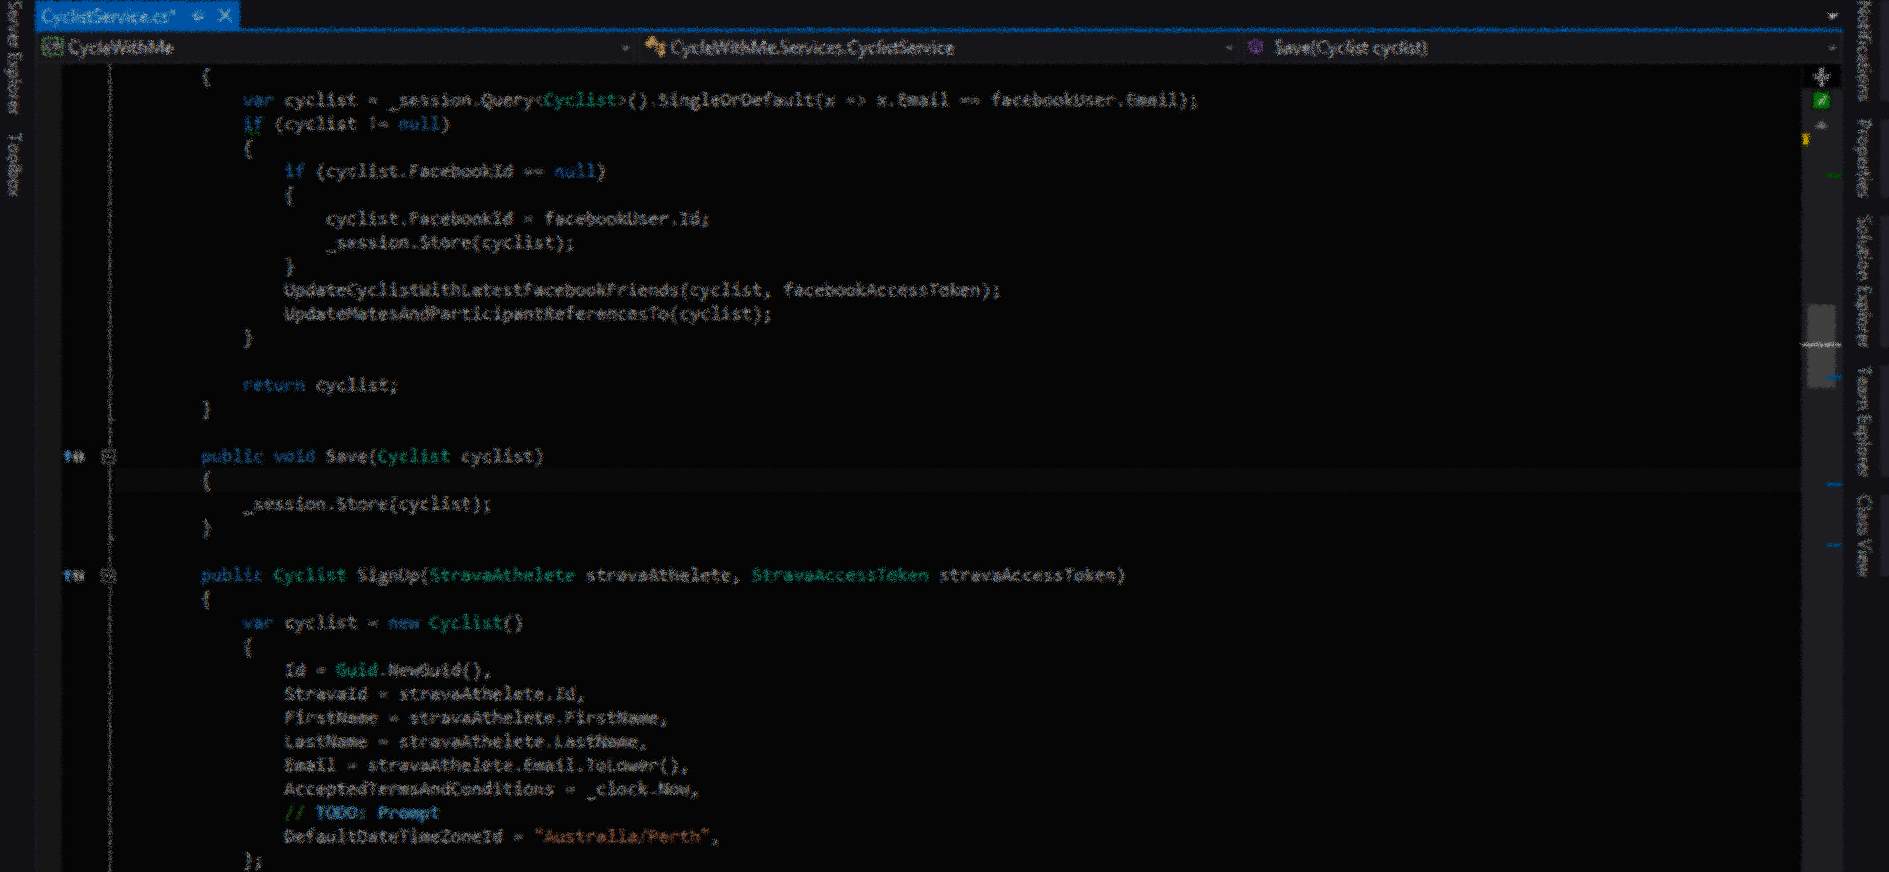 CyclistService.cs*
CycleWithMe
CycleWithMe.Services.CyclistService
Save(Cyclist cyclist)
Server Explorer
Toolbox
{
var cyclist = _session.Query<Cyclist>().SingleOrDefault(x => x.Email == facebookUser.Email);
if (cyclist != null)
{
if (cyclist.FacebookId == null)
{
cyclist.FacebookId = facebookUser.Id;
_session.Store(cyclist);
}
UpdateCyclistWithLatestFacebookFriends(cyclist, facebookAccessToken);
UpdateMatesAndParticipantReferencesTo(cyclist);
}
return cyclist;
}
public void Save(Cyclist cyclist)
{
_session.Store(cyclist);
}
public Cyclist SignUp(StravaAthelete stravaAthelete, StravaAccessToken stravaAccessToken)
{
var cyclist = new Cyclist()
{
Id = Guid.NewGuid(),
StravaId = stravaAthelete.Id,
FirstName = stravaAthelete.FirstName,
LastName = stravaAthelete.LastName,
Email = stravaAthelete.Email.ToLower(),
AcceptedTermsAndConditions = _clock.Now,
// TODO: Prompt
DefaultDateTimeZoneId = "Australia/Perth",
};
Notifications
Properties
Solution Explorer
Team Explorer
Class View